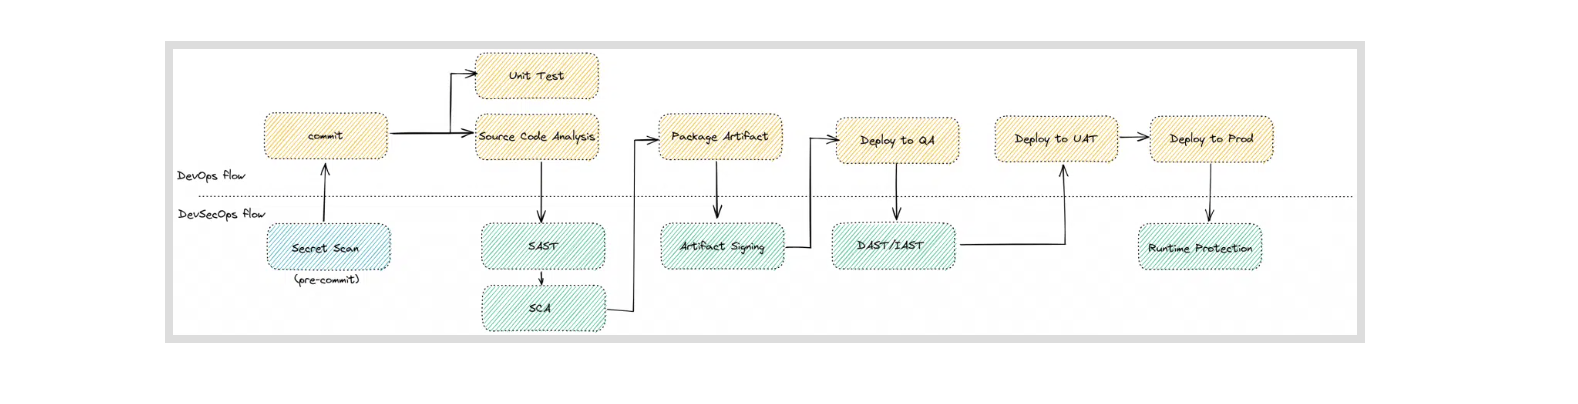 Unit Test
commit
Source Code Analysis
Package Artifact
Deploy to QA
Deploy to UAT
Deploy to Prod
DevOps flow
DevSecOps flow
Secret Scan
(pre-commit)
SAST
Artifact Signing
DAST/IAST
Runtime Protection
SCA